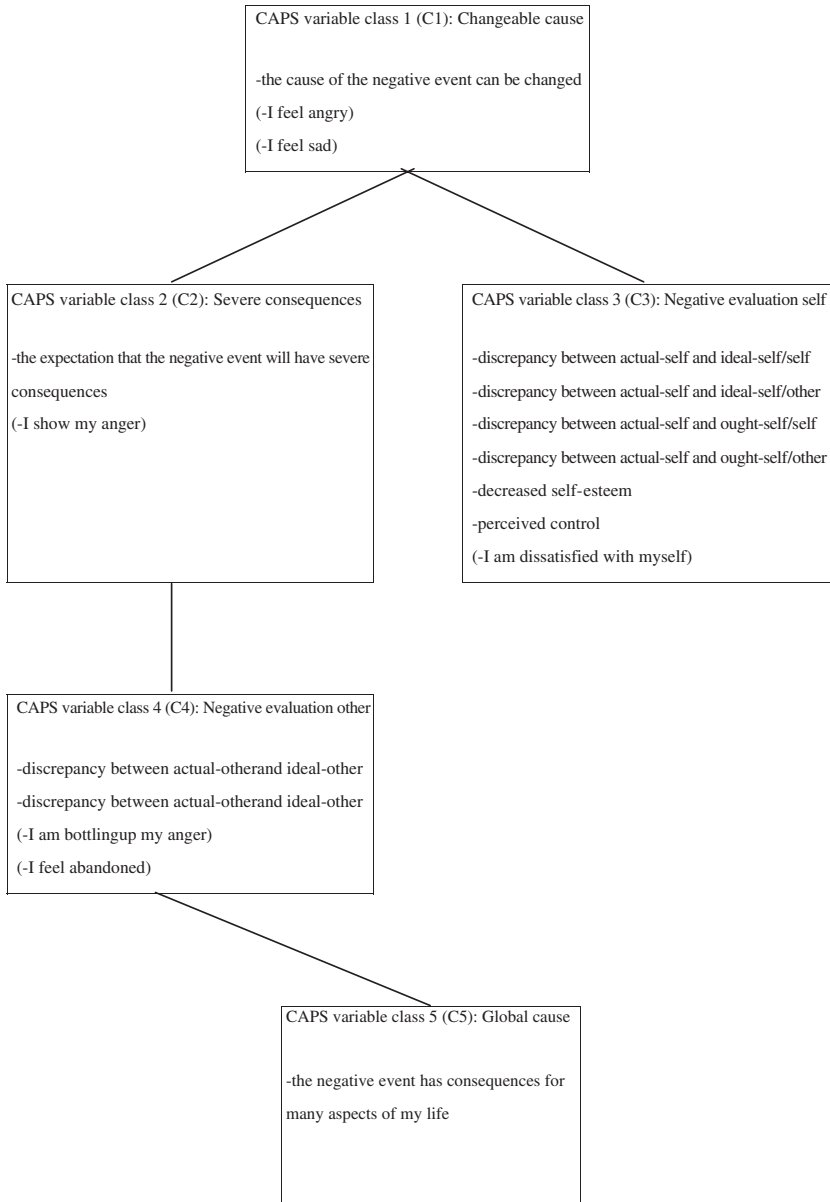 CAPS variable class 1 (C1): Changeable cause
-the cause of the negative event can be changed
(-I feel angry)
(-I feel sad)
CAPS variable class 2 (C2): Severe consequences
-the expectation that the negative event will have severe
consequences
(-I show my anger)
CAPS variable class 3 (C3): Negative evaluation self
-discrepancy between actual-self and ideal-self/self
-discrepancy between actual-self and ideal-self/other
-discrepancy between actual-self and ought-self/self
-discrepancy between actual-self and ought-self/other
-decreased self-esteem
-perceived control
(-I am dissatisfied with myself)
CAPS variable class 4 (C4): Negative evaluation other
-discrepancy between actual-otherand ideal-other
-discrepancy between actual-otherand ideal-other
(-I am bottlingup my anger)
(-I feel abandoned)
CAPS variable class 5 (C5): Global cause
-the negative event has consequences for
many aspects of my life